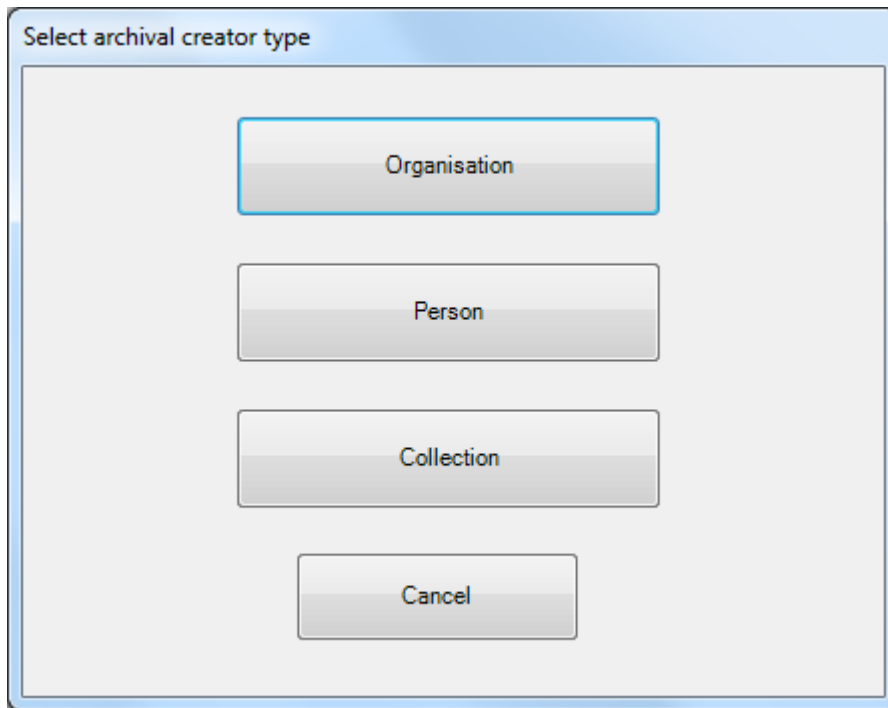 Select archival creator type
Organisation
Person
Collection
Cancel